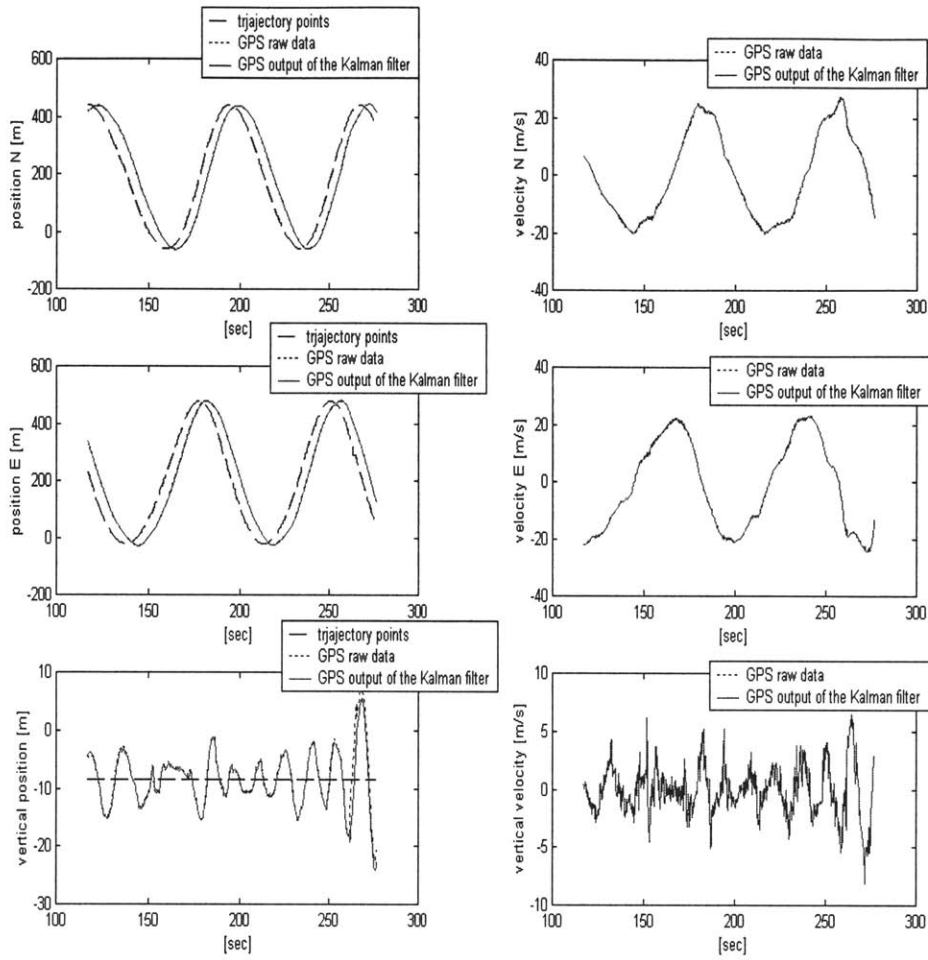 trjajectory points
GPS raw data
GPS output of the Kalman filter
600
400
200
0
-200
position N [m]
100 150 200 250 300
[sec]
GPS raw data
GPS output of the Kalman filter
40
20
0
-20
-40
velocity N [m/s]
100 150 200 250 300
[sec]
trjajectory points
GPS raw data
GPS output of the Kalman filter
600
400
200
0
-200
position E [m]
100 150 200 250 300
[sec]
GPS raw data
GPS output of the Kalman filter
40
20
0
-20
-40
velocity E [m/s]
100 150 200 250 300
[sec]
trjajectory points
GPS raw data
GPS output of the Kalman filter
10
0
-10
-20
-30
vertical position [m]
100 150 200 250 300
[sec]
GPS raw data
GPS output of the Kalman filter
10
5
0
-5
-10
vertical velocity [m/s]
100 150 200 250 300
[sec]